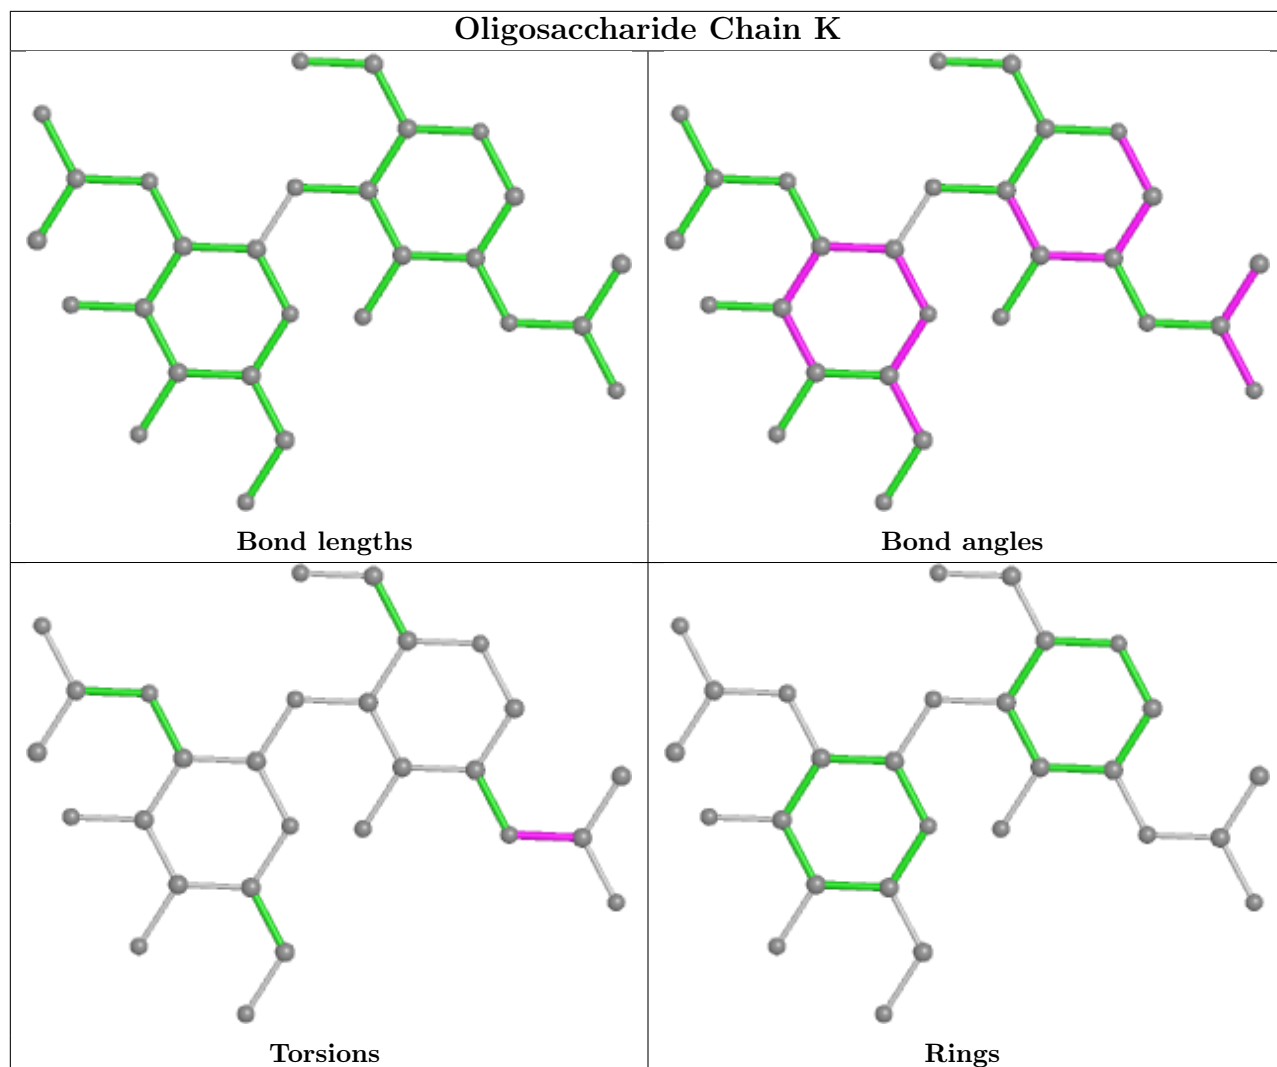 Oligosaccharide Chain K
Bond lengths
Bond angles
Torsions
Rings